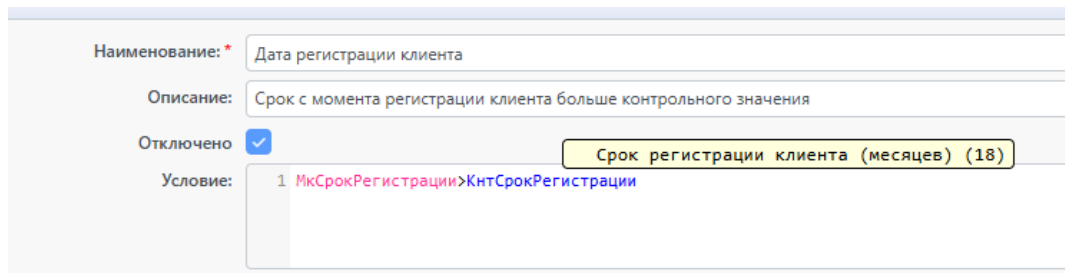 Наименование: * Дата регистрации клиента
Описание: Срок с момента регистрации клиента больше контрольного значения
Отключено
Срок регистрации клиента (месяцев) (18)
Условие: 1 МкСрокРегистрации>КнтСрокРегистрации